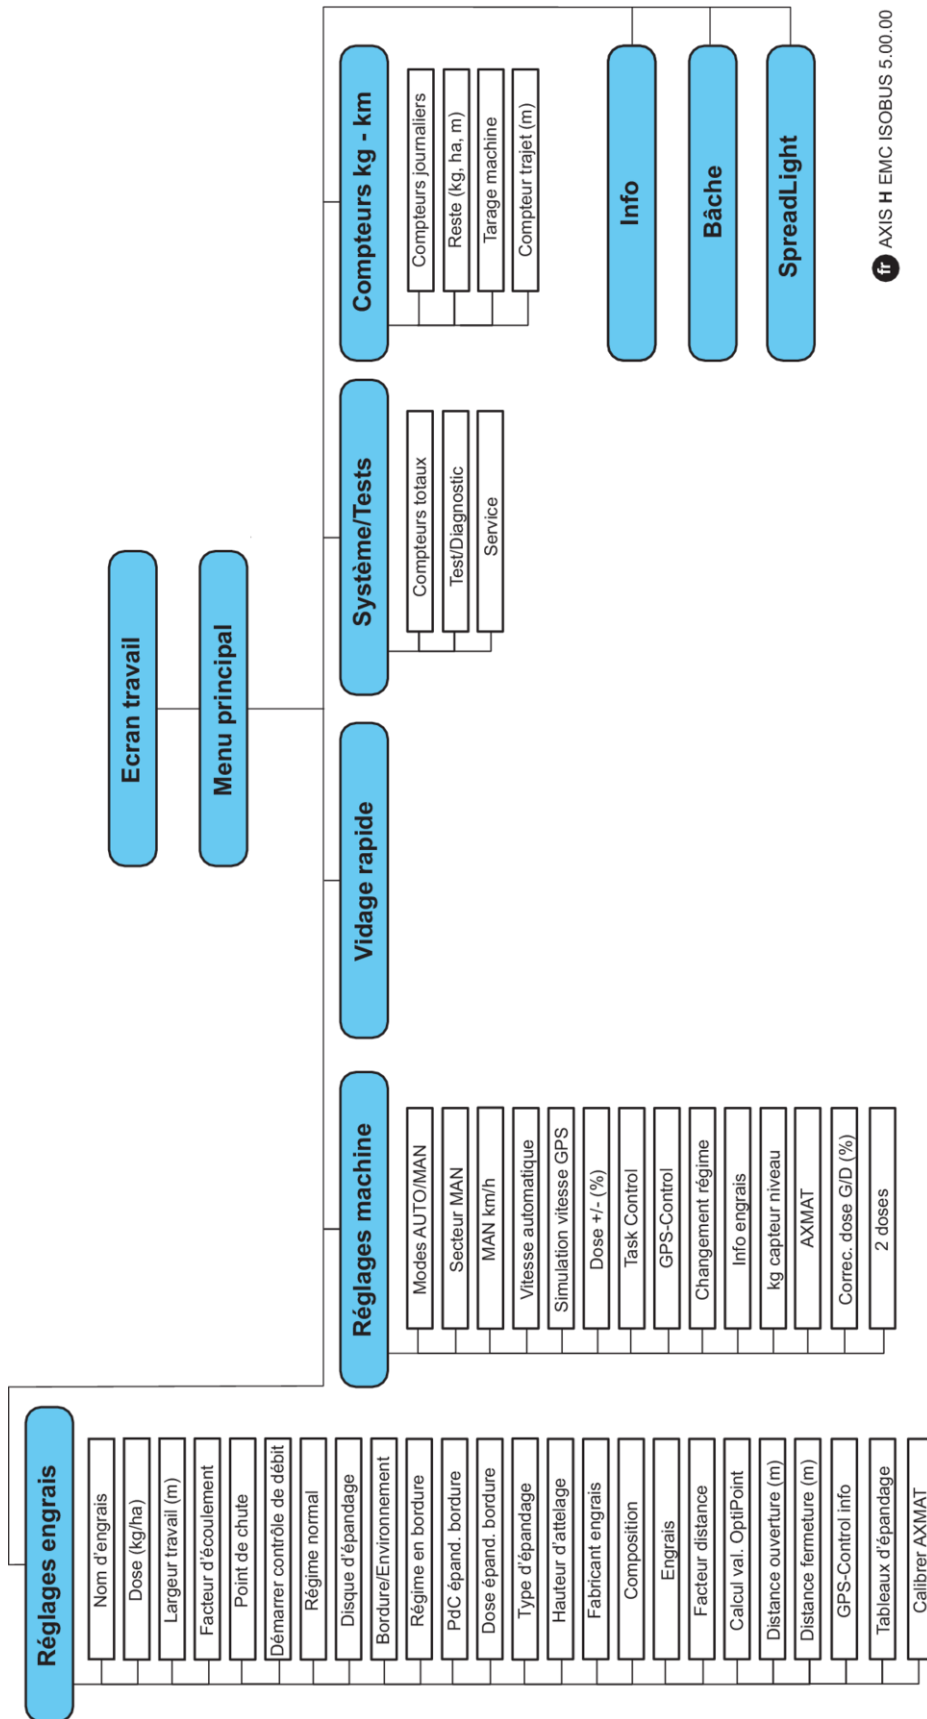 Ecran travail
Menu principal
Réglages engrais
Nom d'engrais
Dose (kg/ha)
Largeur travail (m)
Facteur d'écoulement
Point de chute
Démarrer contrôle de débit
Régime normal
Disque d'épandage
Bordure/Environnement
Régime en bordure
PdC épand. bordure
Dose épand. bordure
Type d'épandage
Hauteur d'attelage
Fabricant engrais
Composition
Engrais
Facteur distance
Calcul val. OptiPoint
Distance ouverture (m)
Distance fermeture (m)
GPS-Control info
Tableaux d'épandage
Calibrer AXMAT
Réglages machine
Modes AUTO/MAN
Secteur MAN
MAN km/h
Vitesse automatique
Simulation vitesse GPS
Dose +/- (%)
Task Control
GPS-Control
Changement régime
Info engrais
kg capteur niveau
AXMAT
Correc. dose G/D (%)
2 doses
Vidage rapide
Système/Tests
Compteurs totaux
Test/Diagnostic
Service
Compteurs kg - km
Compteurs journaliers
Reste (kg, ha, m)
Tarage machine
Compteur trajet (m)
Info
Bâche
SpreadLight
fr AXIS H EMC ISOBUS 5.00.00